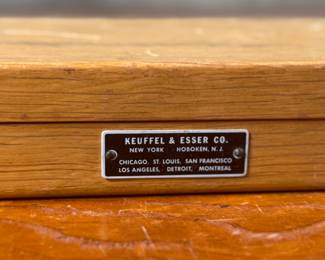 KEUFFEL & ESSER CO.
NEW YORK HOBOKEN, N. J.
CHICAGO, ST. LOUIS, SAN FRANCISCO
LOS ANGELES, DETROIT, MONTREAL